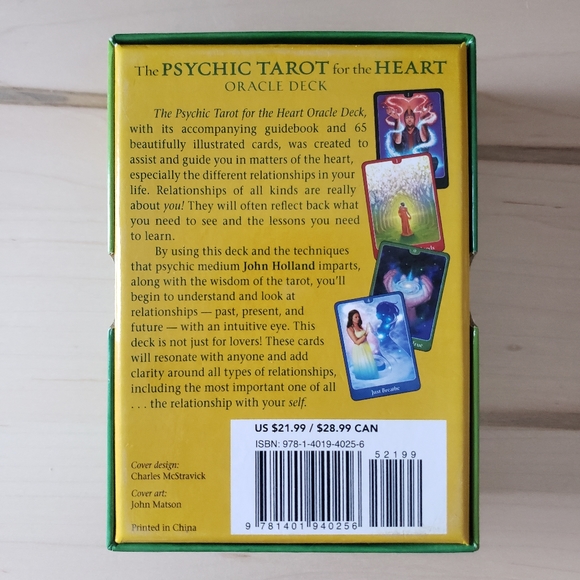 The PSYCHIC TAROT for the HEART
ORACLE DECK
The Psychic Tarot for the Heart Oracle Deck,
with its accompanying guidebook and 65
beautifully illustrated cards, was created to
assist and guide you in matters of the heart,
especially the different relationships in your
life. Relationships of all kinds are really
about you! They will often reflect back what
you need to see and the lessons you need
to learn.
By using this deck and the techniques
that psychic medium John Holland imparts,
along with the wisdom of the tarot, you'll
begin to understand and look at
relationships — past, present, and
future — with an intuitive eye. This
deck is not just for lovers! These cards
will resonate with anyone and add
clarity around all types of relationships,
including the most important one of all
. . . the relationship with your self.
Just Breathe
US $21.99 / $28.99 CAN
ISBN: 978-1-4019-4025-6
52199
9 781401 940256
Cover design:
Charles McStravick
Cover art:
John Matson
Printed in China